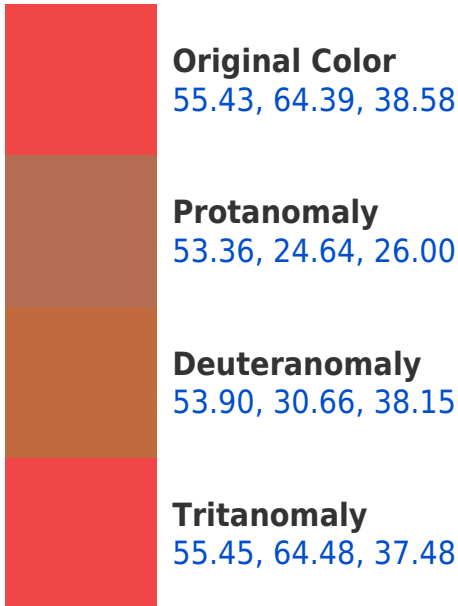 Original Color
55.43, 64.39, 38.58
Protanomaly
53.36, 24.64, 26.00
Deuteranomaly
53.90, 30.66, 38.15
Tritanomaly
55.45, 64.48, 37.48